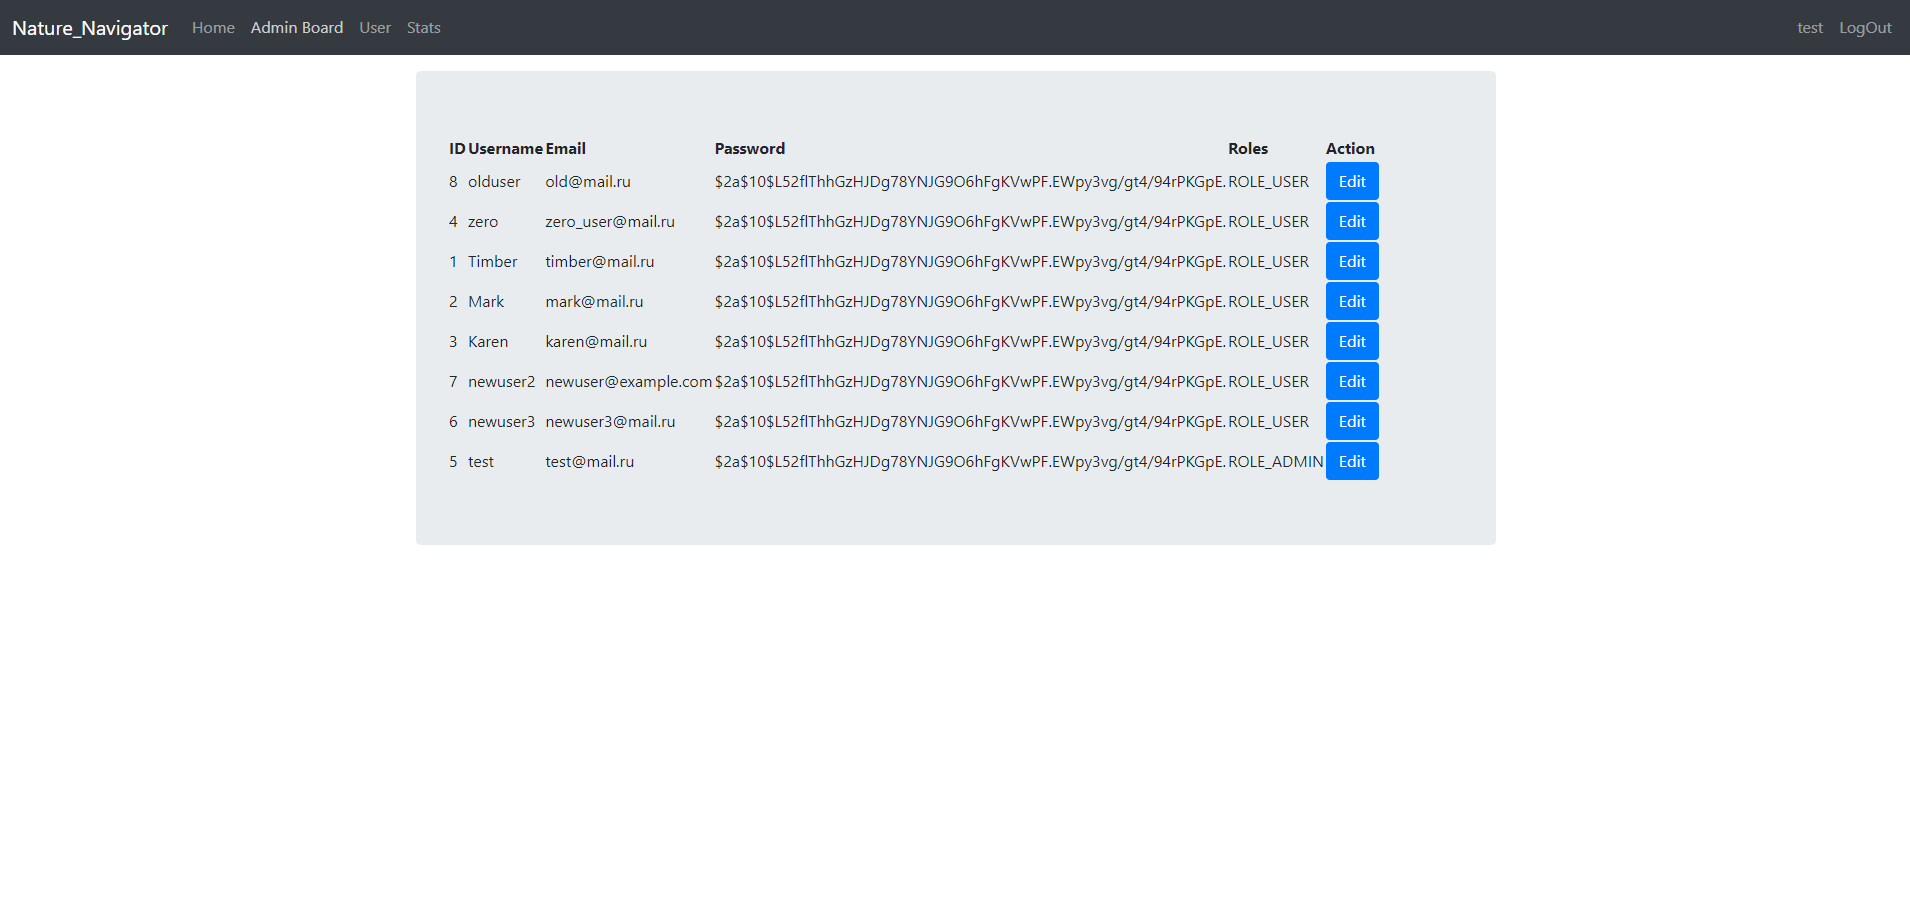 Nature_Navigator Home Admin Board User Stats test LogOut
ID Username Email Password Roles Action
8 olduser old@mail.ru $2a$10$L52flThhGzHJDg78YNJG9O6hFgKVwPF.EWpy3vg/gt4/94rPKGpE. ROLE_USER Edit
4 zero zero_user@mail.ru $2a$10$L52flThhGzHJDg78YNJG9O6hFgKVwPF.EWpy3vg/gt4/94rPKGpE. ROLE_USER Edit
1 Timber timber@mail.ru $2a$10$L52flThhGzHJDg78YNJG9O6hFgKVwPF.EWpy3vg/gt4/94rPKGpE. ROLE_USER Edit
2 Mark mark@mail.ru $2a$10$L52flThhGzHJDg78YNJG9O6hFgKVwPF.EWpy3vg/gt4/94rPKGpE. ROLE_USER Edit
3 Karen karen@mail.ru $2a$10$L52flThhGzHJDg78YNJG9O6hFgKVwPF.EWpy3vg/gt4/94rPKGpE. ROLE_USER Edit
7 newuser2 newuser@example.com $2a$10$L52flThhGzHJDg78YNJG9O6hFgKVwPF.EWpy3vg/gt4/94rPKGpE. ROLE_USER Edit
6 newuser3 newuser3@mail.ru $2a$10$L52flThhGzHJDg78YNJG9O6hFgKVwPF.EWpy3vg/gt4/94rPKGpE. ROLE_USER Edit
5 test test@mail.ru $2a$10$L52flThhGzHJDg78YNJG9O6hFgKVwPF.EWpy3vg/gt4/94rPKGpE. ROLE_ADMIN Edit